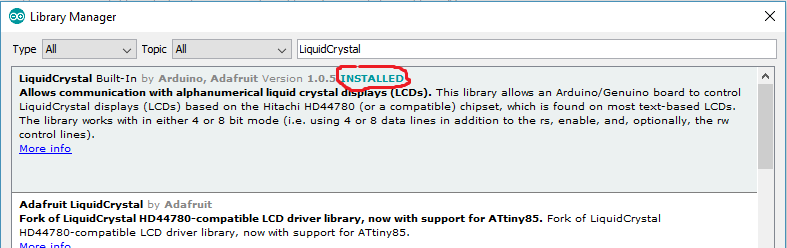 Library Manager
Type All Topic All LiquidCrystal
LiquidCrystal Built-In by Arduino, Adafruit Version 1.0.5 INSTALLED
Allows communication with alphanumerical liquid crystal displays (LCDs). This library allows an Arduino/Genuino board to control
LiquidCrystal displays (LCDs) based on the Hitachi HD44780 (or a compatible) chipset, which is found on most text-based LCDs.
The library works with in either 4 or 8 bit mode (i.e. using 4 or 8 data lines in addition to the rs, enable, and, optionally, the rw
control lines).
More info
Adafruit LiquidCrystal by Adafruit
Fork of LiquidCrystal HD44780-compatible LCD driver library, now with support for ATtiny85. Fork of LiquidCrystal
HD44780-compatible LCD driver library, now with support for ATtiny85.
More info